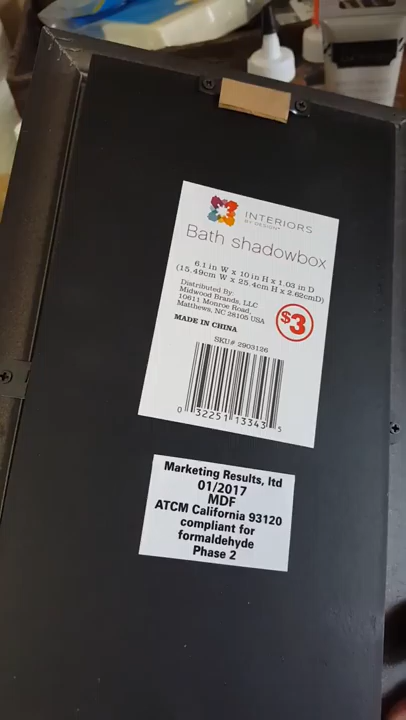 INTERIORS
BY DESIGN
Bath shadowbox
6.1 in W x 10 in H x 1.03 in D
(15.49cm W x 25.4cm H x 2.62cmD)
Distributed By:
Midwood Brands, LLC
10611 Monroe Road,
Matthews, NC 28105 USA
MADE IN CHINA
$3
SKU# 2903126
0 32251 13343 5
Marketing Results, ltd
01/2017
MDF
ATCM California 93120
compliant for
formaldehyde
Phase 2